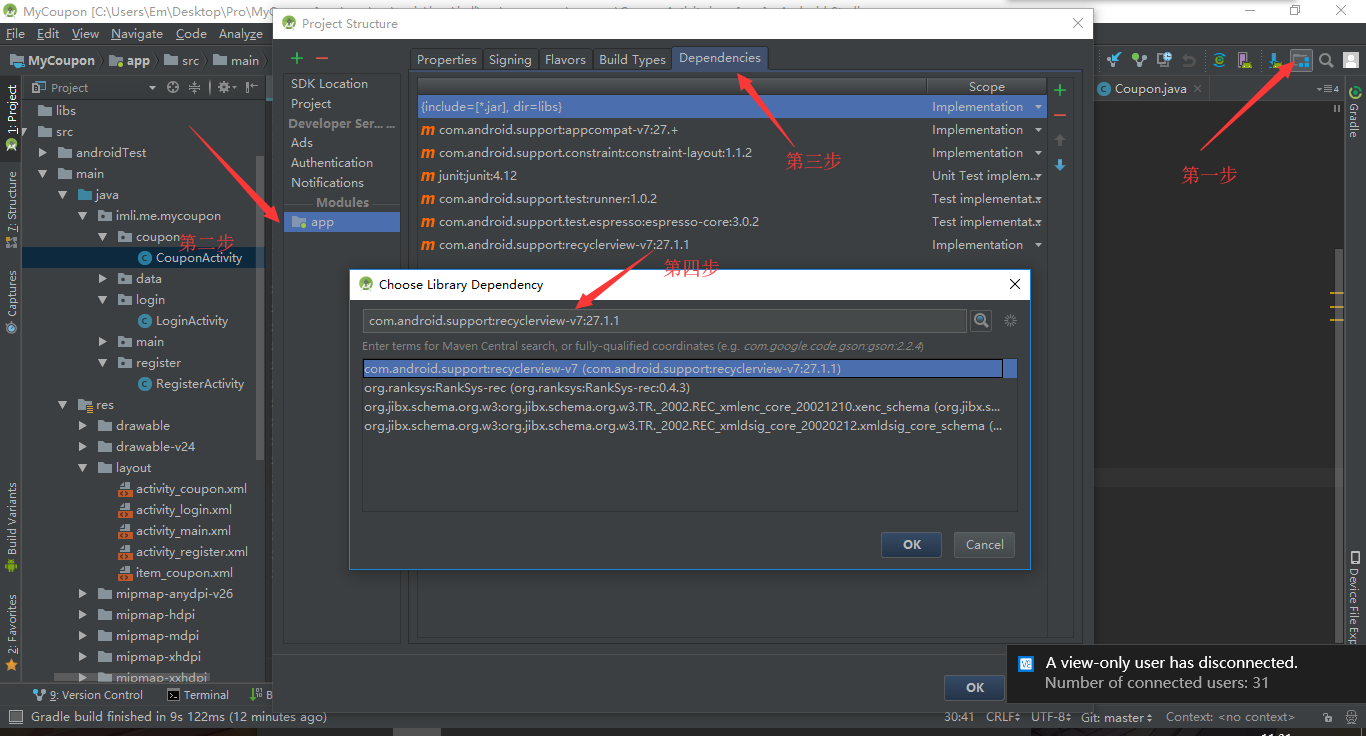 MyCoupon [C:\Users\Em\Desktop\Pro\MyCoupon
Project Structure
File Edit View Navigate Code Analyze
MyCoupon app src main
Properties Signing Flavors Build Types Dependencies
Project
SDK Location
Project
Developer Ser... ...
Ads
Authentication
Notifications
Modules
app
Scope
{include=[*.jar], dir=libs} Implementation
com.android.support:appcompat-v7:27.+ Implementation
com.android.support.constraint:constraint-layout:1.1.2 Implementation
junit:junit:4.12 Unit Test implem...
com.android.support.test:runner:1.0.2 Test implementat...
com.android.support.test.espresso:espresso-core:3.0.2 Test implementat...
com.android.support:recyclerview-v7:27.1.1 Implementation
第一步
第二步
第三步
第四步
Coupon.java
4
libs
src
androidTest
main
java
imli.me.mycoupon
coupon
CouponActivity
data
login
LoginActivity
main
register
RegisterActivity
res
drawable
drawable-v24
layout
activity_coupon.xml
activity_login.xml
activity_main.xml
activity_register.xml
item_coupon.xml
mipmap-anydpi-v26
mipmap-hdpi
mipmap-mdpi
mipmap-xhdpi
mipmap-xxhdpi
1: Project
7: Structure
Captures
Build Variants
2: Favorites
Gradle
Device File Exp
Choose Library Dependency
com.android.support:recyclerview-v7:27.1.1
Enter terms for Maven Central search, or fully-qualified coordinates (e.g. com.google.code.gson:gson:2.2.4)
com.android.support:recyclerview-v7 (com.android.support:recyclerview-v7:27.1.1)
org.ranksys:RankSys-rec (org.ranksys:RankSys-rec:0.4.3)
org.jibx.schema.org.w3:org.jibx.schema.org.w3.TR._2002.REC_xmlenc_core_20021210.xenc_schema (org.jibx.s...
org.jibx.schema.org.w3:org.jibx.schema.org.w3.TR._2002.REC_xmldsig_core_20020212.xmldsig_core_schema (...
OK Cancel
OK
A view-only user has disconnected.
Number of connected users: 31
9: Version Control Terminal B
Gradle build finished in 9s 122ms (12 minutes ago)
30:41 CRLF UTF-8 Git: master Context: <no context>